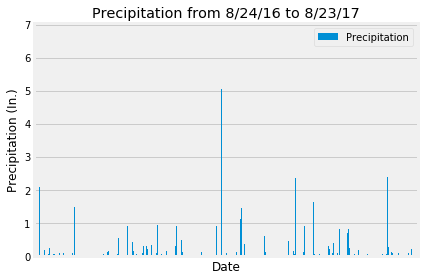 Precipitation from 8/24/16 to 8/23/17
7
Precipitation
6
5
4
3
2
1
0
Precipitation (In.)
Date